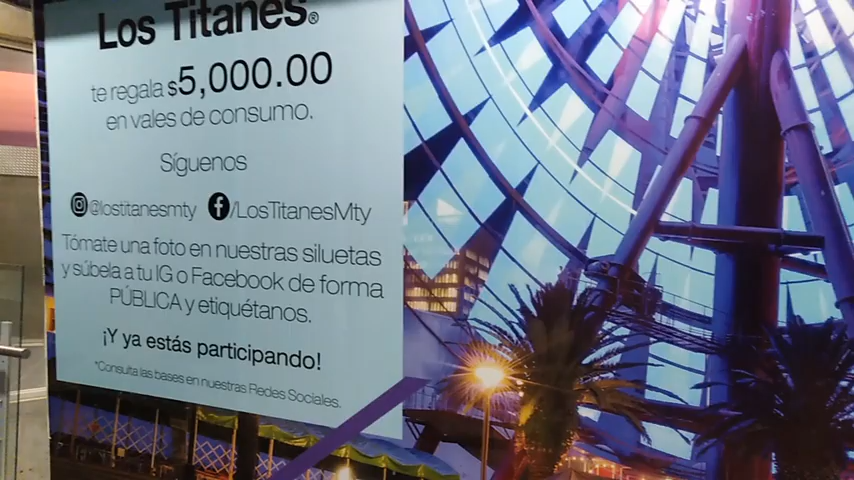 Los Titanes®
te regala $5,000.00
en vales de consumo.
Síguenos
@lostitanesmty /LosTitanesMty
Tómate una foto en nuestras siluetas
y súbela a tu IG o Facebook de forma
PÚBLICA y etiquétanos.
¡Y ya estás participando!
*Consulta las bases en nuestras Redes Sociales.